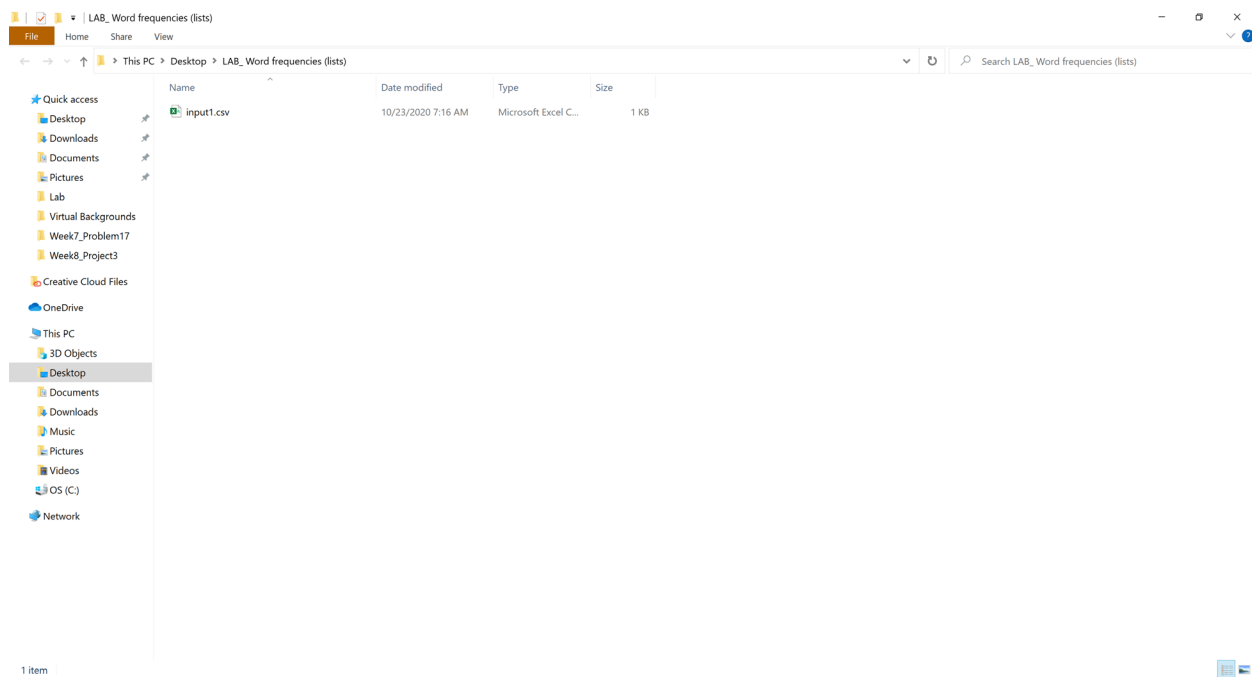 LAB_ Word frequencies (lists)
File Home Share View
This PC > Desktop > LAB_ Word frequencies (lists)
Search LAB_ Word frequencies (lists)
Name Date modified Type Size
input1.csv 10/23/2020 7:16 AM Microsoft Excel C... 1 KB
Quick access
Desktop
Downloads
Documents
Pictures
Lab
Virtual Backgrounds
Week7_Problem17
Week8_Project3
Creative Cloud Files
OneDrive
This PC
3D Objects
Desktop
Documents
Downloads
Music
Pictures
Videos
OS (C:)
Network
1 item